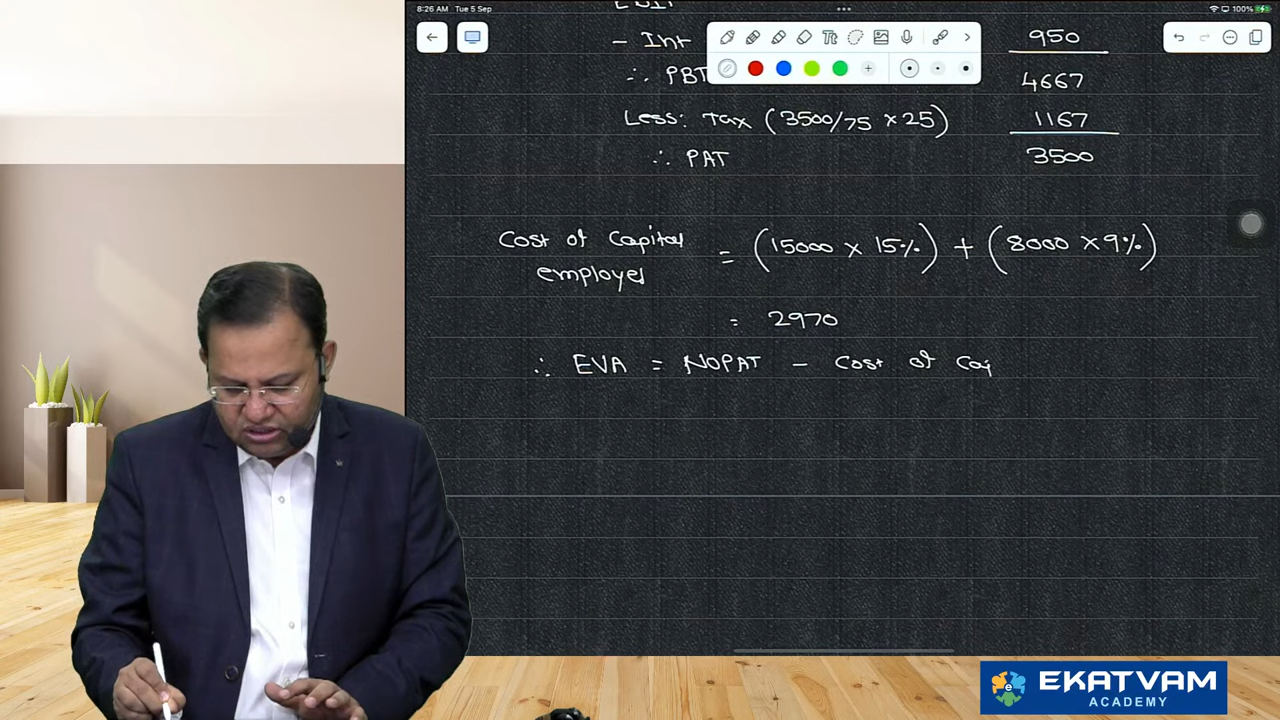 8:26 AM Tue 5 Sep
100%
- Int 950
∴ PBT 4667
Less: Tax (3500/75 × 25) 1167
∴ PAT 3500
Cost of Capital employed = (15000 × 15%) + (8000 × 9%)
= 2970
∴ EVA = NOPAT - Cost of Cap
EKATVAM
ACADEMY